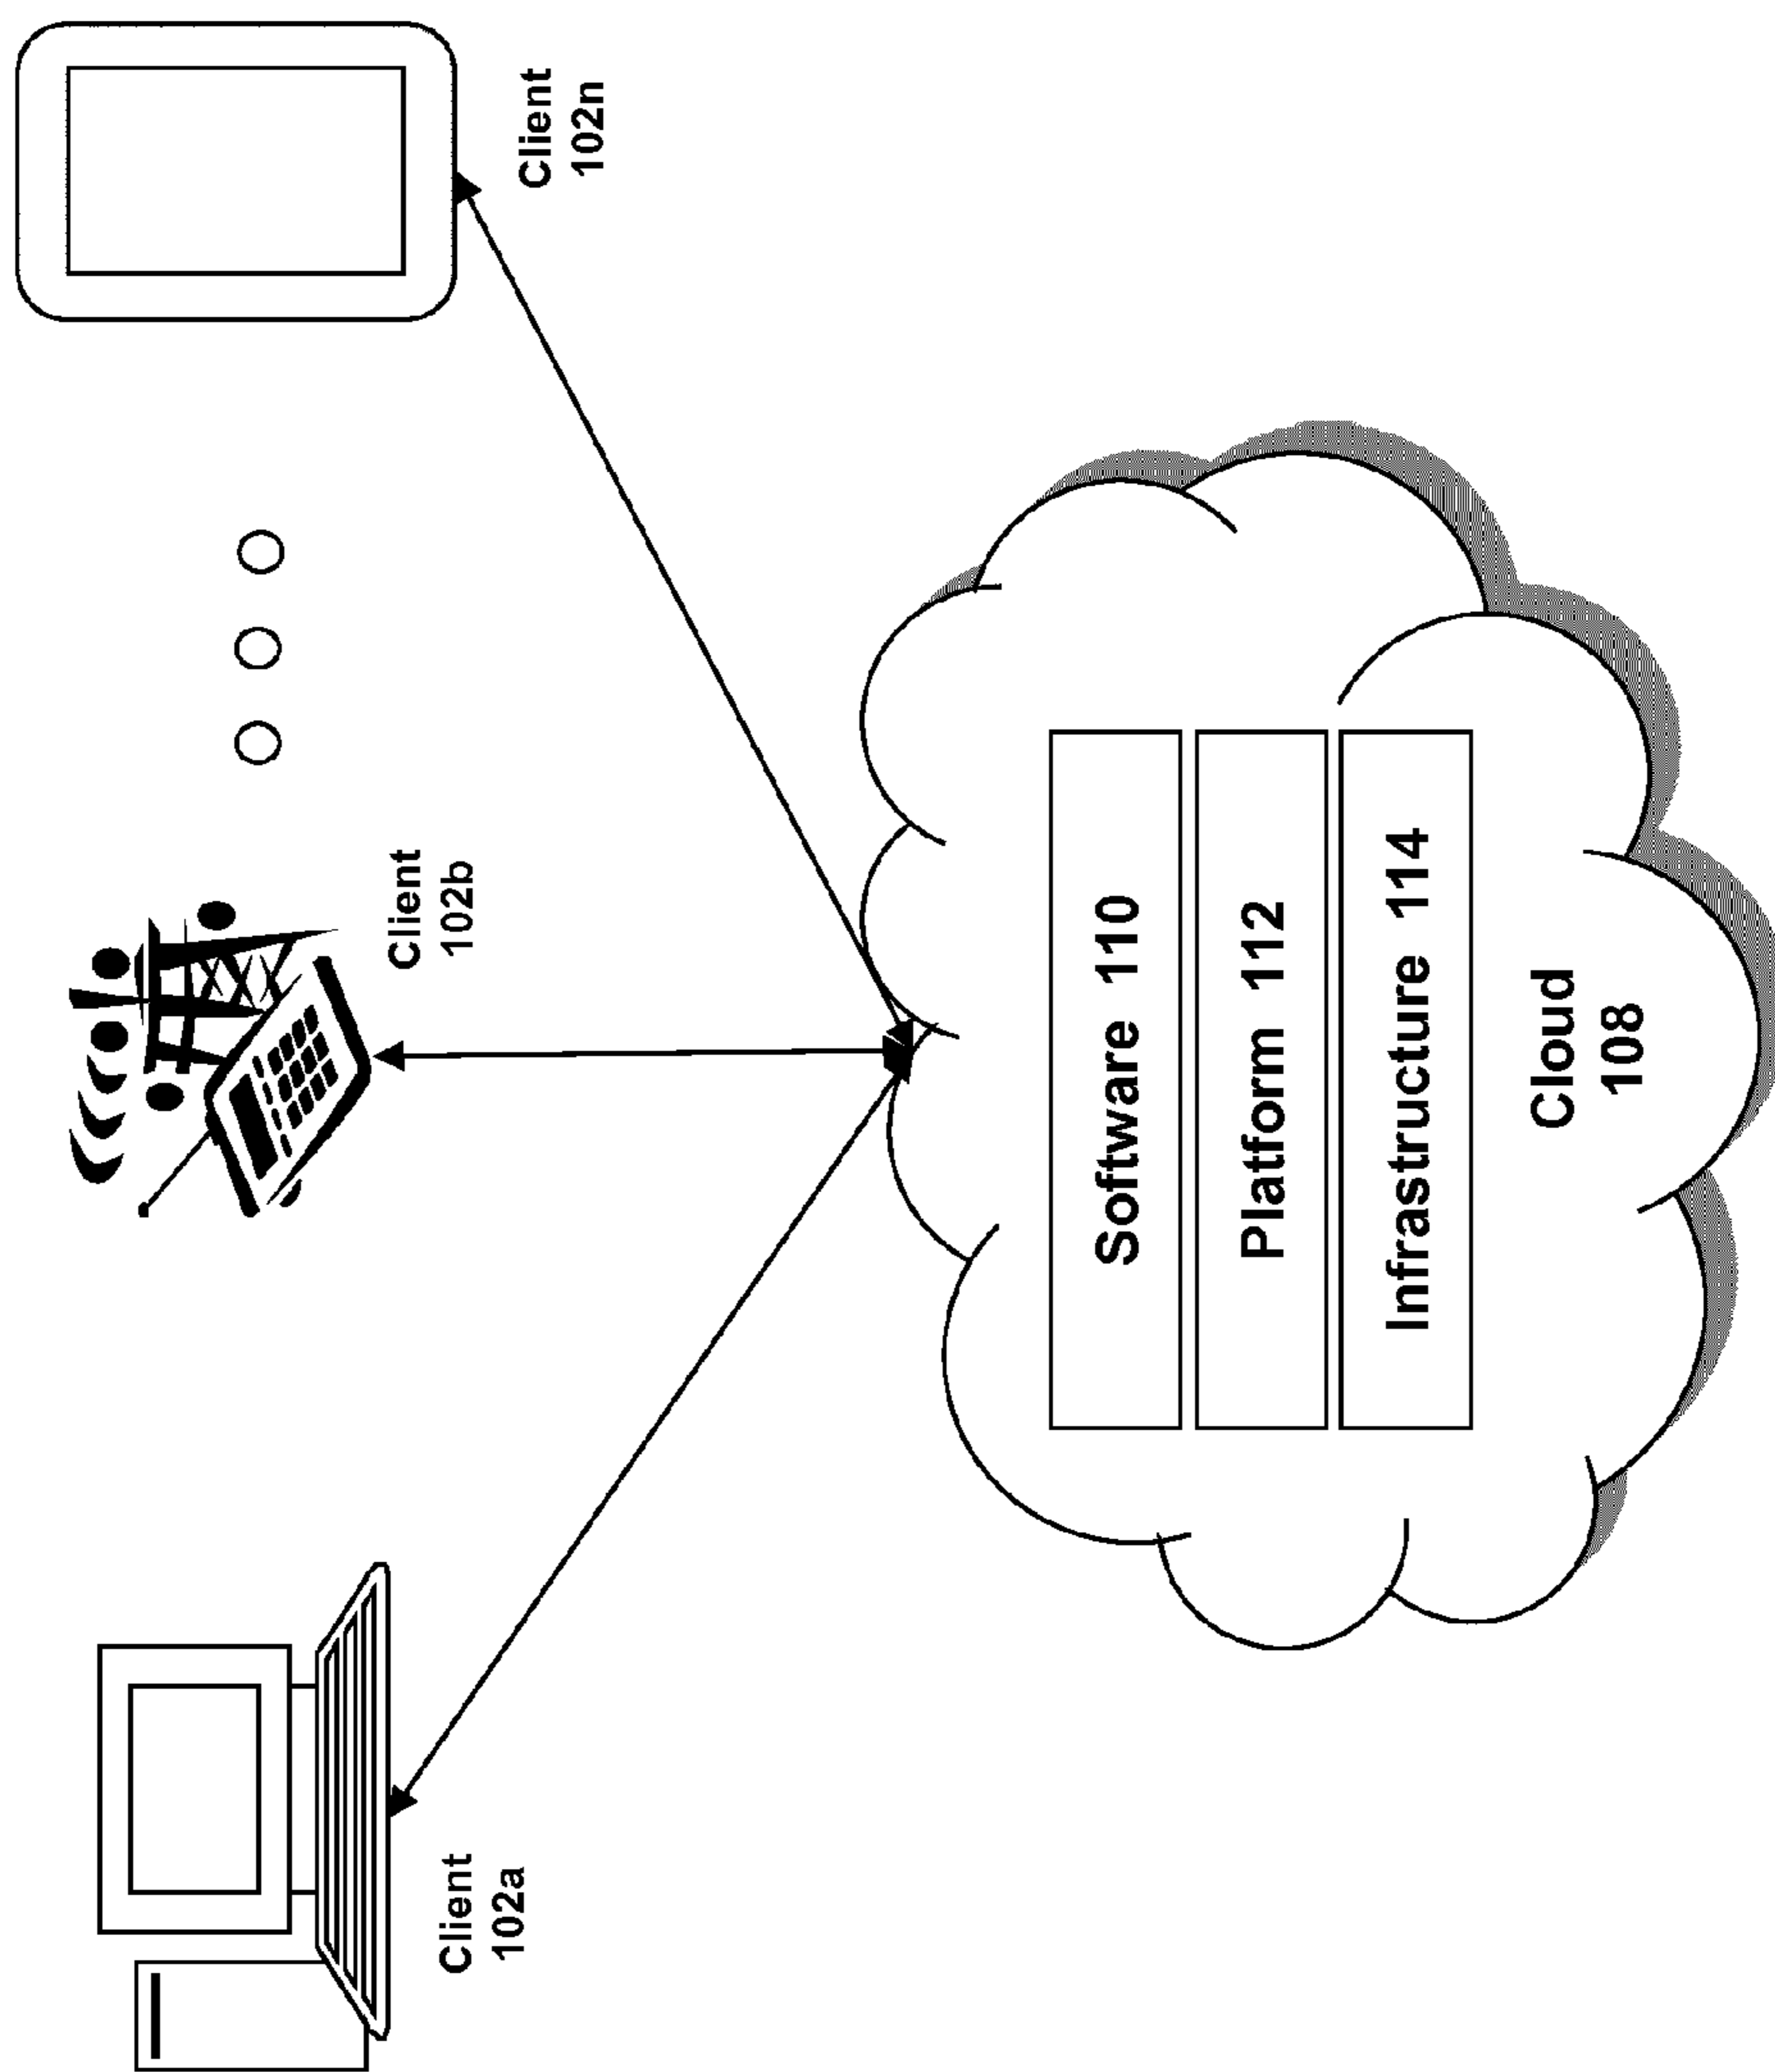 Client
102a
Client
102b
Client
102n
Software 110
Platform 112
Infrastructure 114
Cloud
108